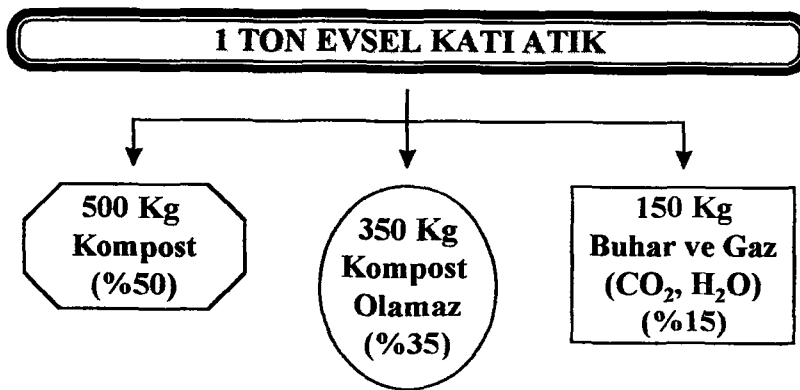 1 TON EVSEL KATI ATIK
500 Kg
Kompost
(%50)
350 Kg
Kompost
Olamaz
(%35)
150 Kg
Buhar ve Gaz
(CO₂, H₂O)
(%15)